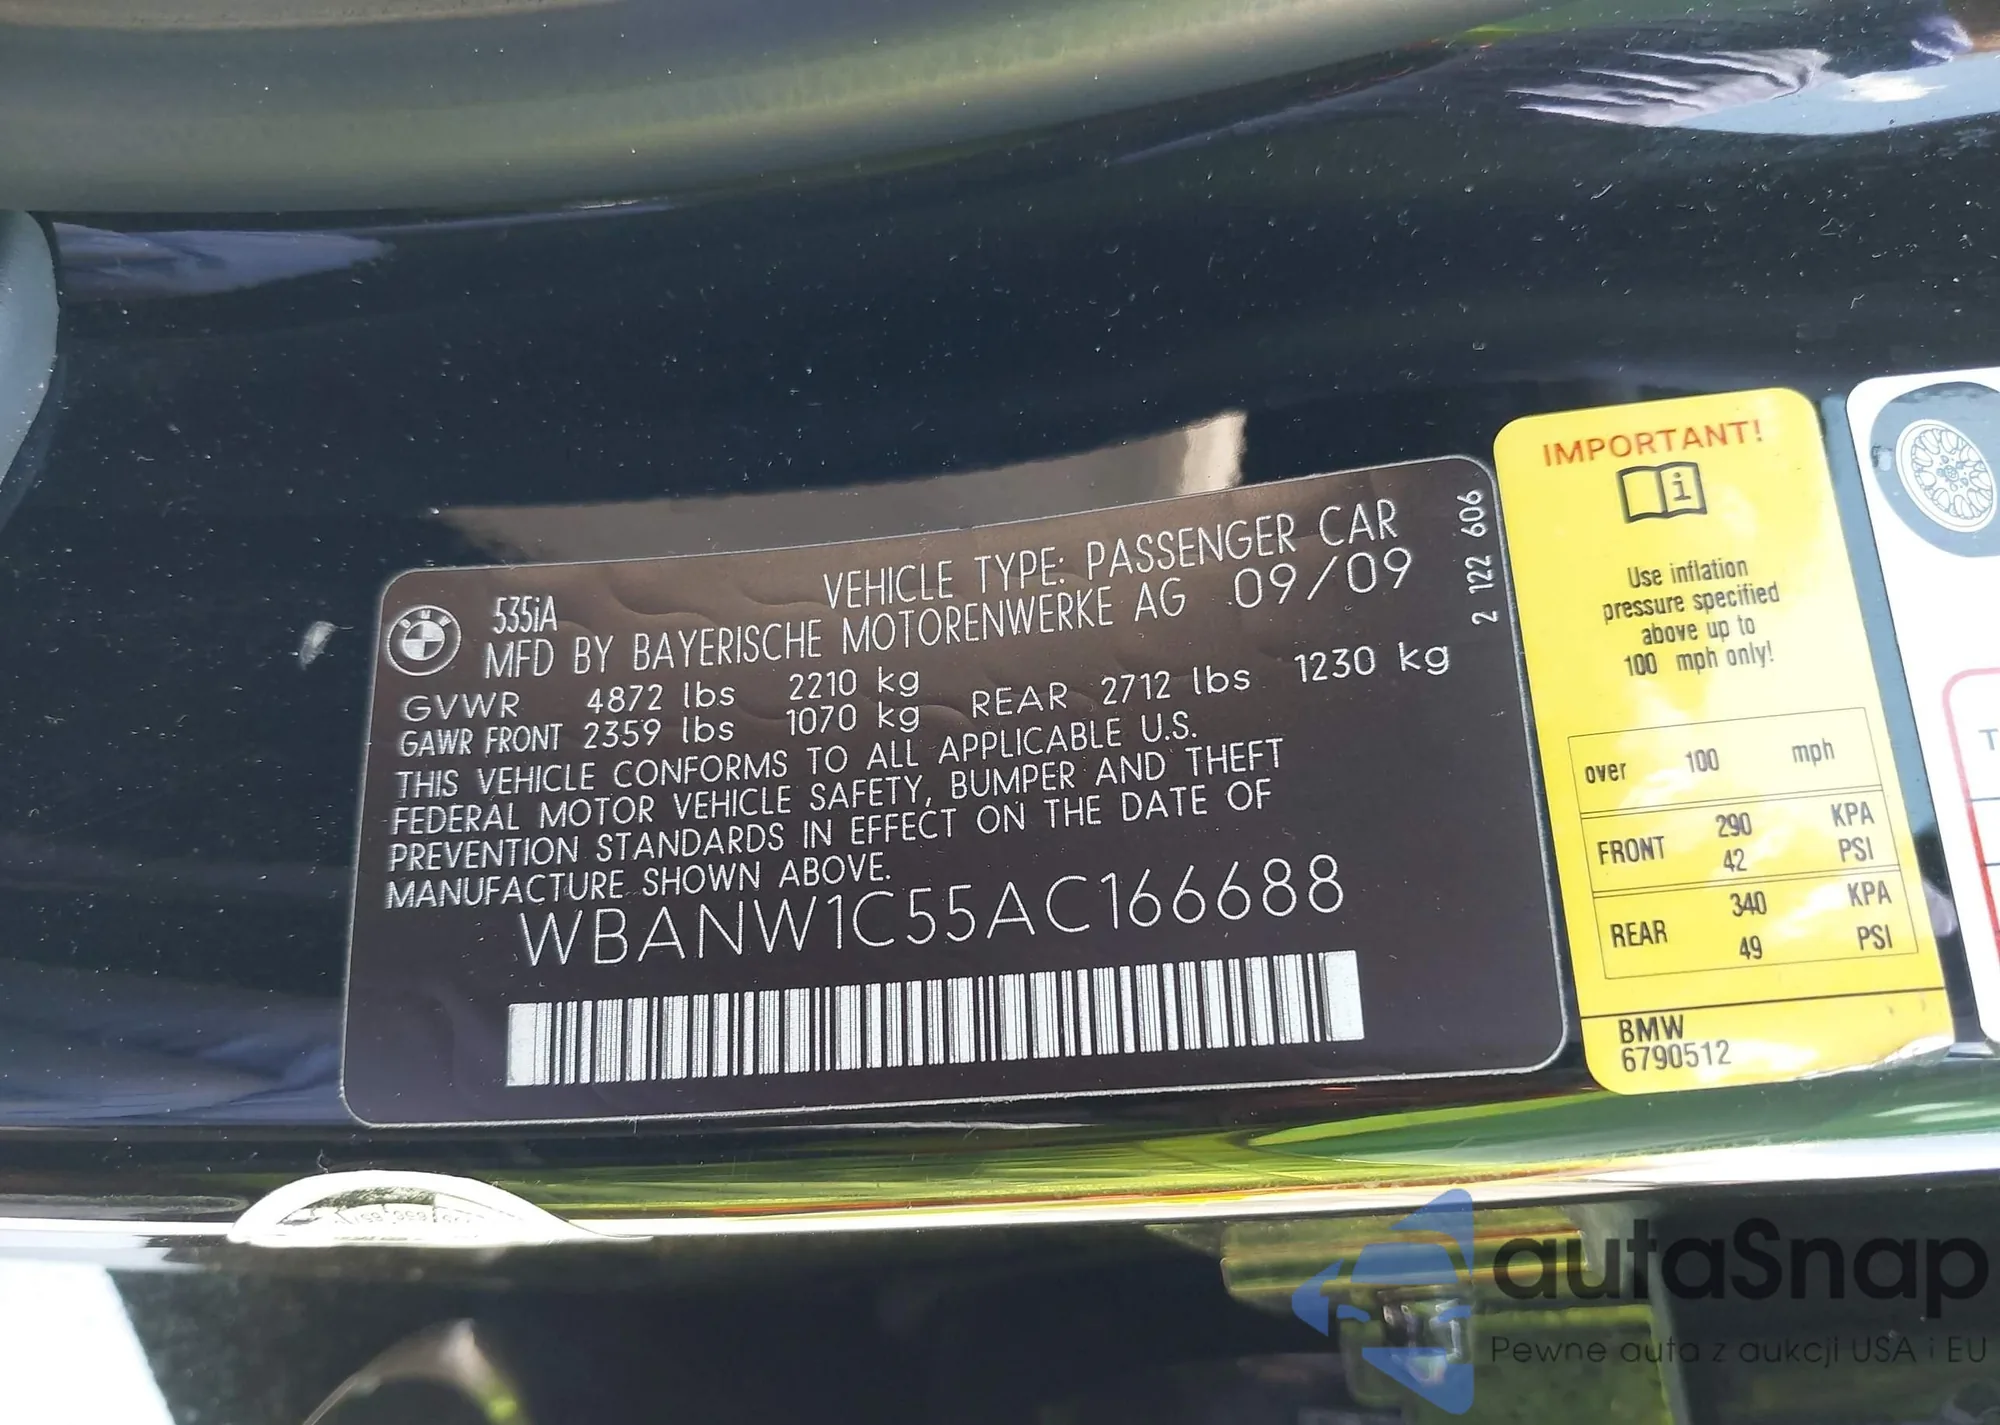 535iA
VEHICLE TYPE: PASSENGER CAR
MFD BY BAYERISCHE MOTORENWERKE AG 09/09
GVWR 4872 lbs 2210 kg
GAWR FRONT 2359 lbs 1070 kg REAR 2712 lbs 1230 kg
THIS VEHICLE CONFORMS TO ALL APPLICABLE U.S.
FEDERAL MOTOR VEHICLE SAFETY, BUMPER AND THEFT
PREVENTION STANDARDS IN EFFECT ON THE DATE OF
MANUFACTURE SHOWN ABOVE.
WBANW1C55AC166688
2 122 606
IMPORTANT!
i
Use inflation
pressure specified
above up to
100 mph only!
over 100 mph
FRONT 290 KPA
42 PSI
REAR 340 KPA
49 PSI
BMW
6790512
autaSnap
Pewne auta z aukcji USA i EU